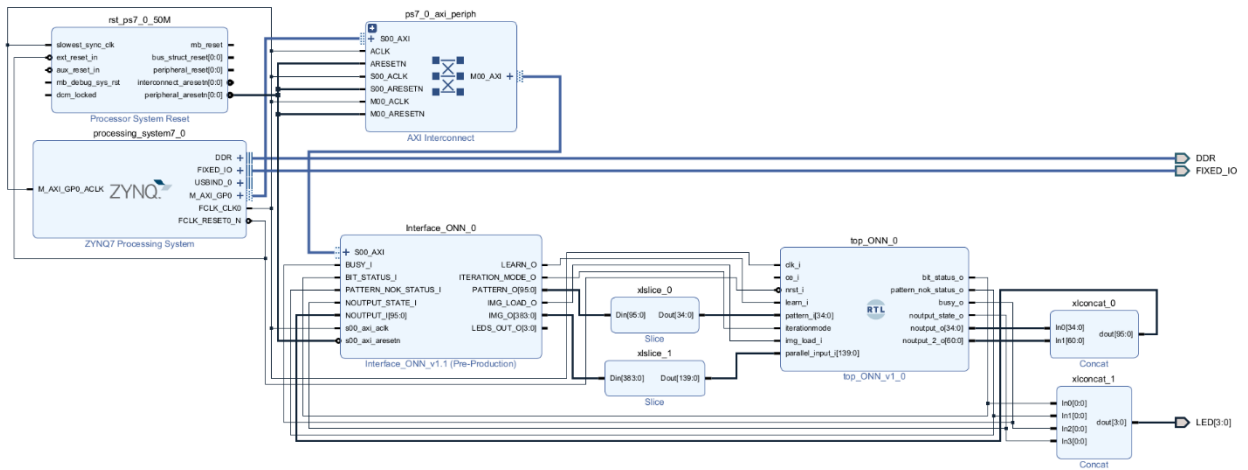 rst_ps7_0_50M
slowest_sync_clk
ext_reset_in
aux_reset_in
mb_debug_sys_rst
dcm_locked
mb_reset
bus_struct_reset[0:0]
peripheral_reset[0:0]
interconnect_aresetn[0:0]
peripheral_aresetn[0:0]
Processor System Reset
ps7_0_axi_periph
S00_AXI
ACLK
ARESETN
S00_ACLK
S00_ARESETN
M00_ACLK
M00_ARESETN
M00_AXI
AXI Interconnect
processing_system7_0
M_AXI_GP0_ACLK
ZYNQ
DDR
FIXED_IO
USBIND_0
M_AXI_GP0
FCLK_CLK0
FCLK_RESET0_N
ZYNQ7 Processing System
DDR
FIXED_IO
Interface_ONN_0
S00_AXI
BUSY_I
BIT_STATUS_I
PATTERN_NOK_STATUS_I
NOUTPUT_STATE_I
NOUTPUT_I[95:0]
s00_axi_aclk
s00_axi_aresetn
LEARN_O
ITERATION_MODE_O
PATTERN_O[95:0]
IMG_LOAD_O
IMG_O[383:0]
LEDS_OUT_O[3:0]
Interface_ONN_v1.1 (Pre-Production)
xlslice_0
Din[95:0]
Dout[34:0]
Slice
xlslice_1
Din[383:0]
Dout[139:0]
Slice
top_ONN_0
clk_i
ce_i
nrst_i
learn_i
pattern_i[34:0]
iterationmode
img_load_i
parallel_input_i[139:0]
RTL
bit_status_o
pattern_nok_status_o
busy_o
noutput_state_o
noutput_o[34:0]
noutput_2_o[60:0]
top_ONN_v1_0
xlconcat_0
In0[34:0]
In1[60:0]
dout[95:0]
Concat
xlconcat_1
In0[0:0]
In1[0:0]
In2[0:0]
In3[0:0]
dout[3:0]
Concat
LED[3:0]